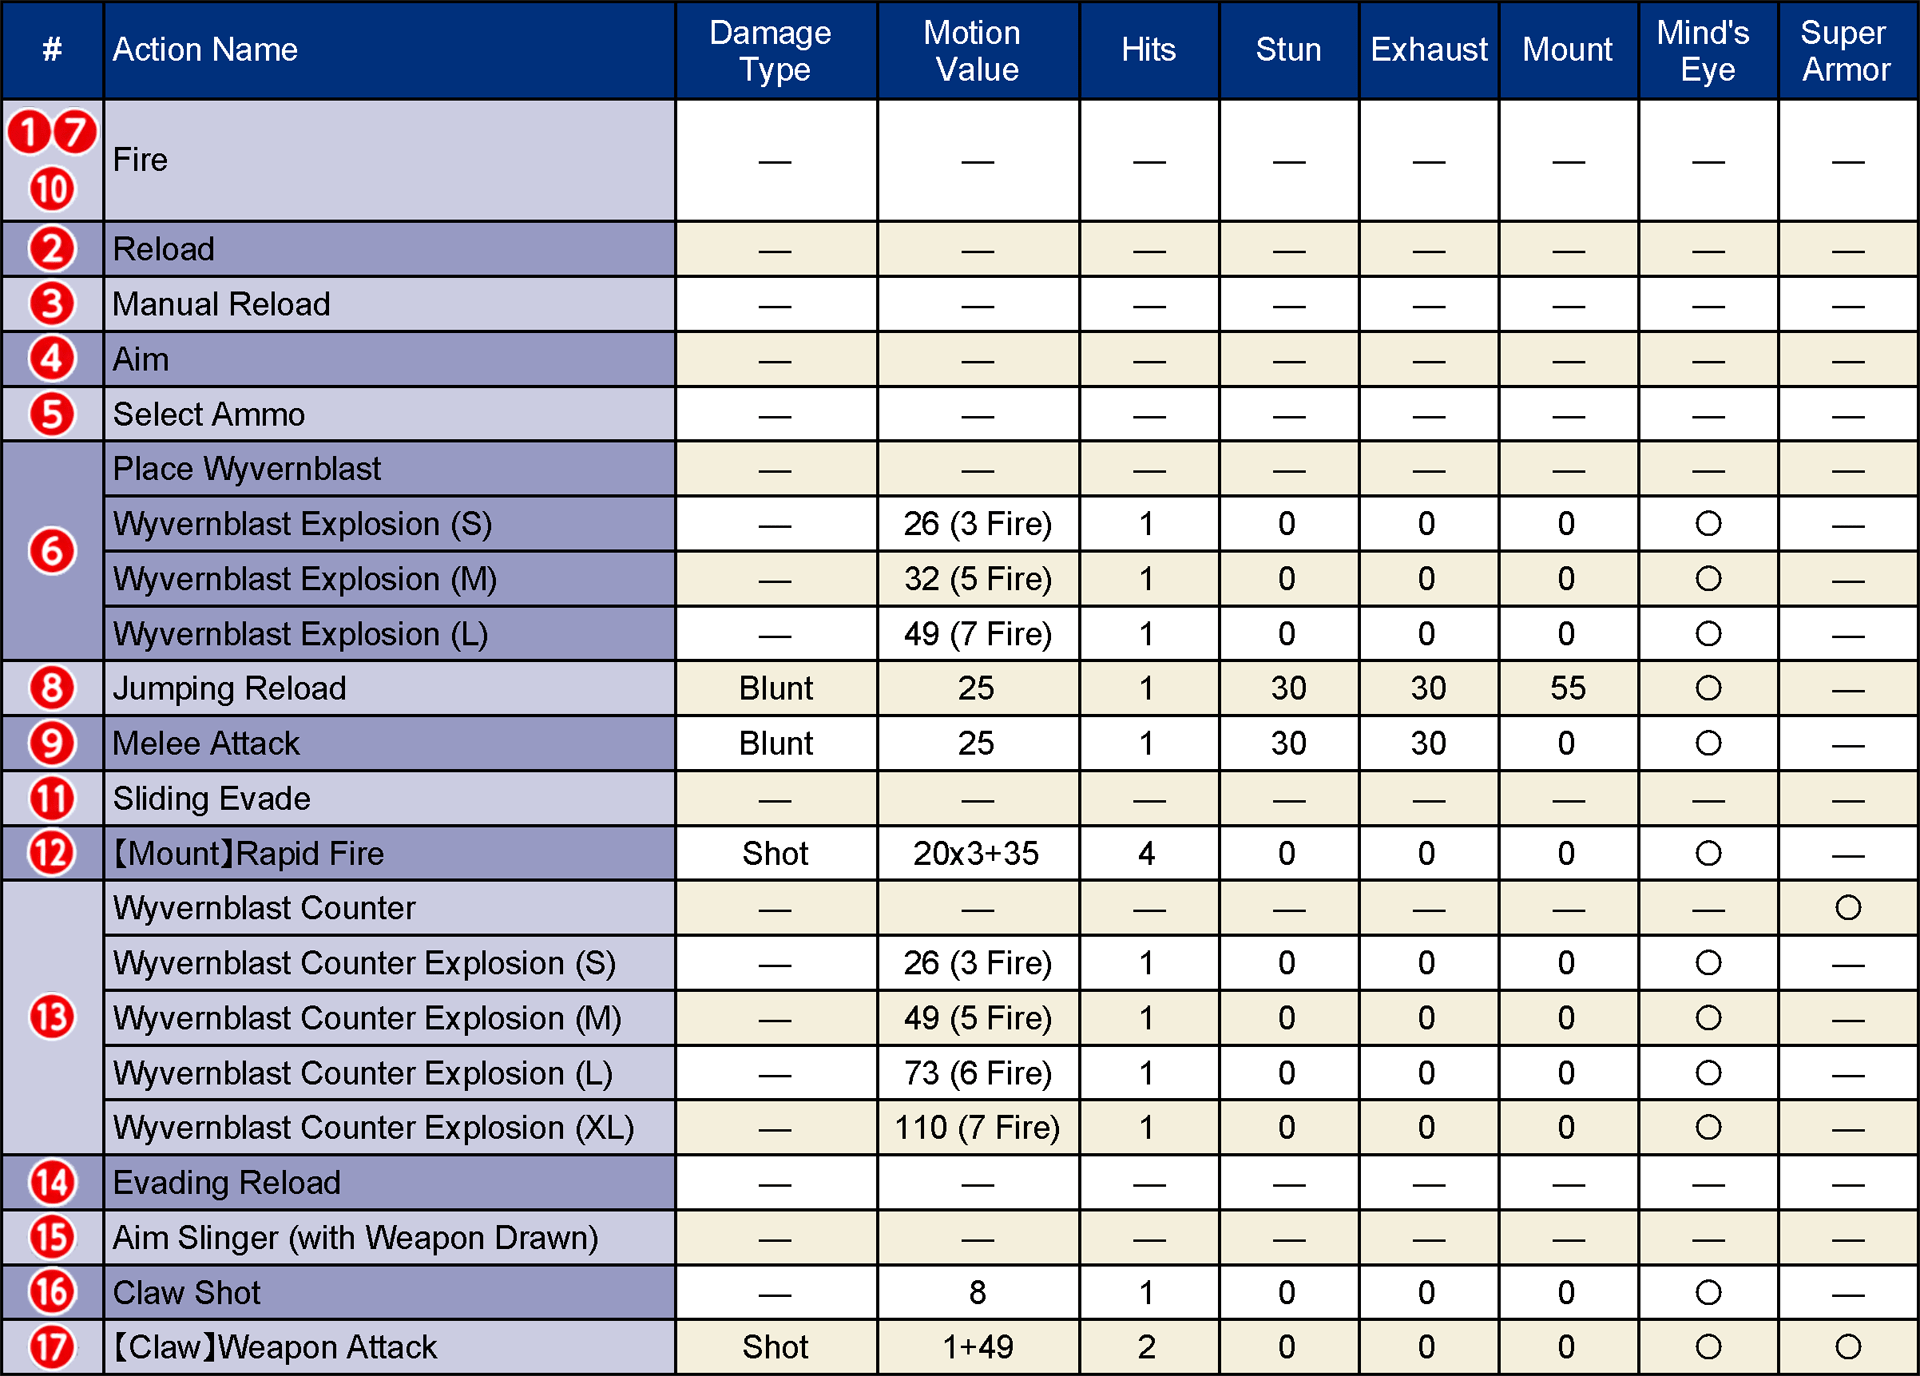 # Action Name Damage Type Motion Value Hits Stun Exhaust Mount Mind's Eye Super Armor
1 7 10 Fire — — — — — — — —
2 Reload — — — — — — — —
3 Manual Reload — — — — — — — —
4 Aim — — — — — — — —
5 Select Ammo — — — — — — — —
6 Place Wyvernblast — — — — — — — —
Wyvernblast Explosion (S) — 26 (3 Fire) 1 0 0 0 ○ —
Wyvernblast Explosion (M) — 32 (5 Fire) 1 0 0 0 ○ —
Wyvernblast Explosion (L) — 49 (7 Fire) 1 0 0 0 ○ —
8 Jumping Reload Blunt 25 1 30 30 55 ○ —
9 Melee Attack Blunt 25 1 30 30 0 ○ —
11 Sliding Evade — — — — — — — —
12 【Mount】Rapid Fire Shot 20x3+35 4 0 0 0 ○ —
13 Wyvernblast Counter — — — — — — — ○
Wyvernblast Counter Explosion (S) — 26 (3 Fire) 1 0 0 0 ○ —
Wyvernblast Counter Explosion (M) — 49 (5 Fire) 1 0 0 0 ○ —
Wyvernblast Counter Explosion (L) — 73 (6 Fire) 1 0 0 0 ○ —
Wyvernblast Counter Explosion (XL) — 110 (7 Fire) 1 0 0 0 ○ —
14 Evading Reload — — — — — — — —
15 Aim Slinger (with Weapon Drawn) — — — — — — — —
16 Claw Shot — 8 1 0 0 0 ○ —
17 【Claw】Weapon Attack Shot 1+49 2 0 0 0 ○ ○